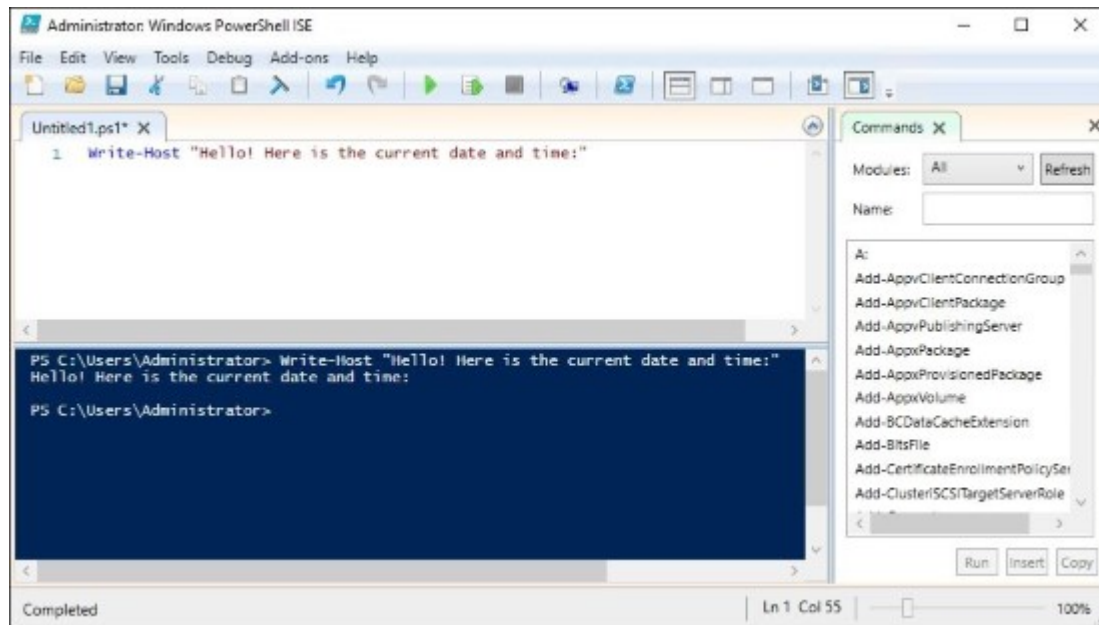 Administrator: Windows PowerShell ISE
File Edit View Tools Debug Add-ons Help
Untitled1.ps1* X
1 Write-Host "Hello! Here is the current date and time:"
PS C:\Users\Administrator> Write-Host "Hello! Here is the current date and time:"
Hello! Here is the current date and time:
PS C:\Users\Administrator>
Commands X
Modules: All Refresh
Name:
A:
Add-AppvClientConnectionGroup
Add-AppvClientPackage
Add-AppvPublishingServer
Add-AppxPackage
Add-AppxProvisionedPackage
Add-AppxVolume
Add-BCDataCacheExtension
Add-BitsFile
Add-CertificateEnrollmentPolicySer
Add-ClusteriSCSITargetServerRole
Run Insert Copy
Completed Ln 1 Col 55 100%